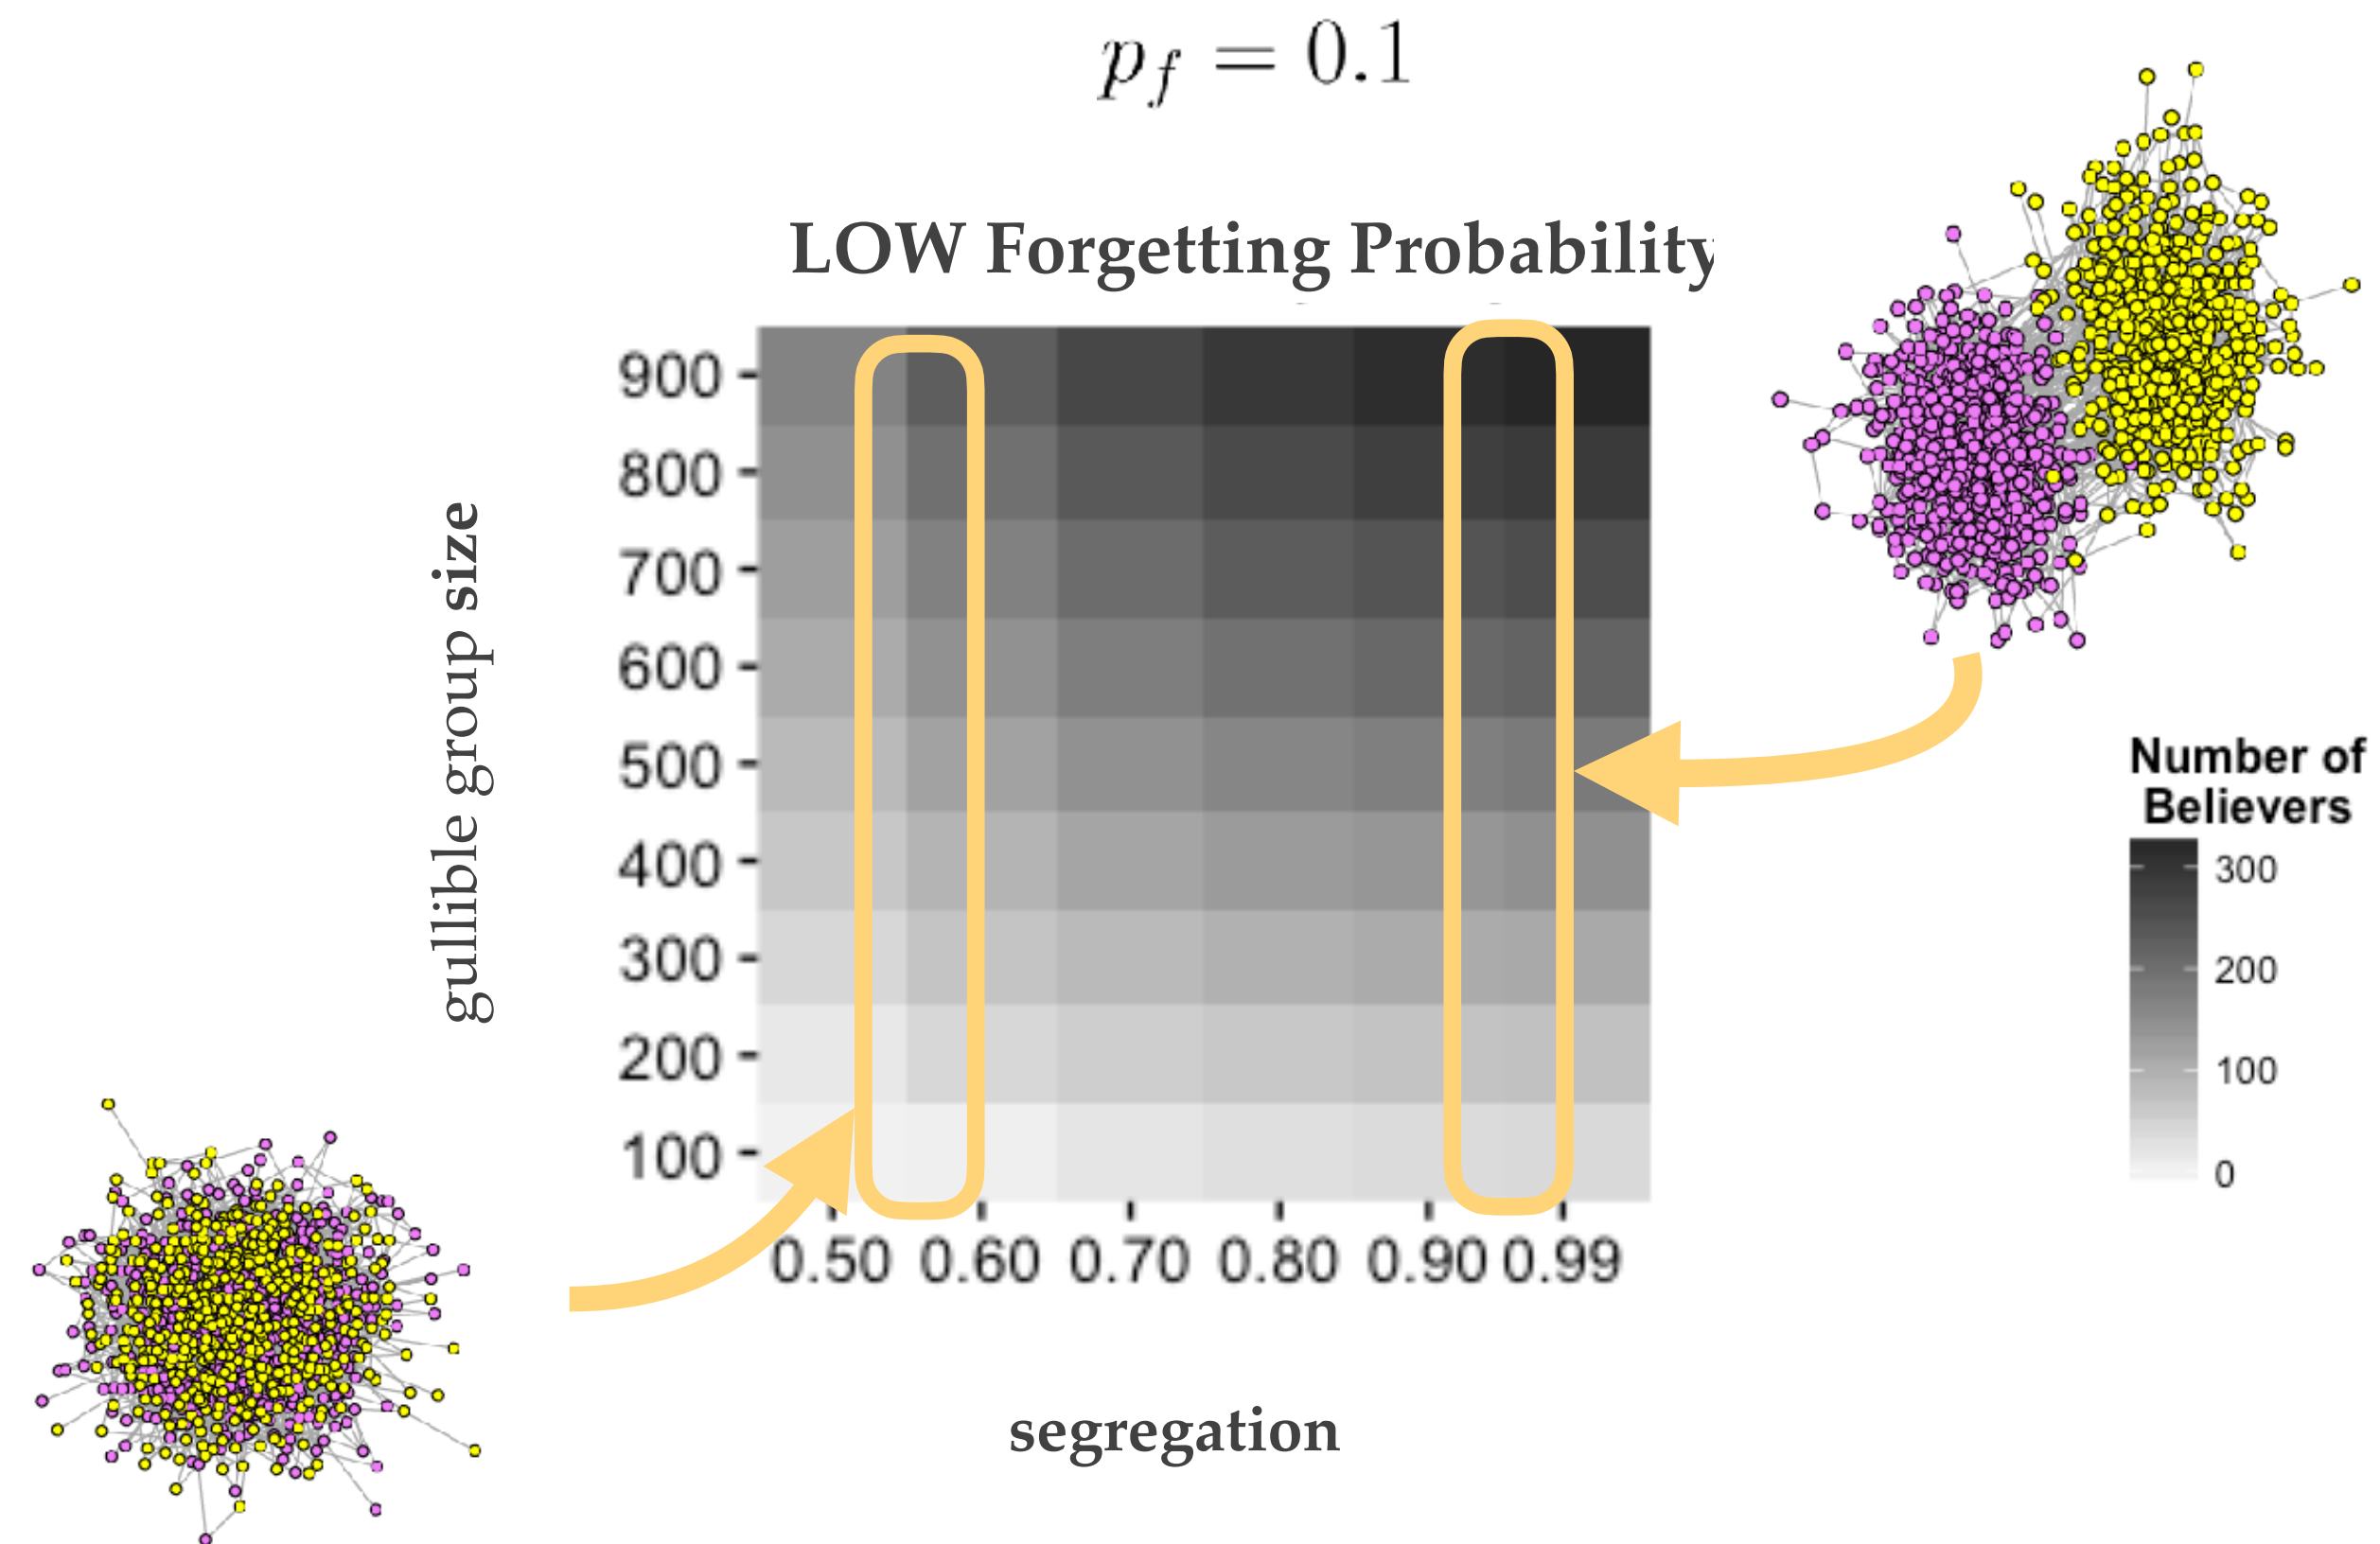 p_f = 0.1
LOW Forgetting Probability
gullible group size
900
800
700
600
500
400
300
200
100
0.50 0.60 0.70 0.80 0.90 0.99
segregation
Number of
Believers
300
200
100
0